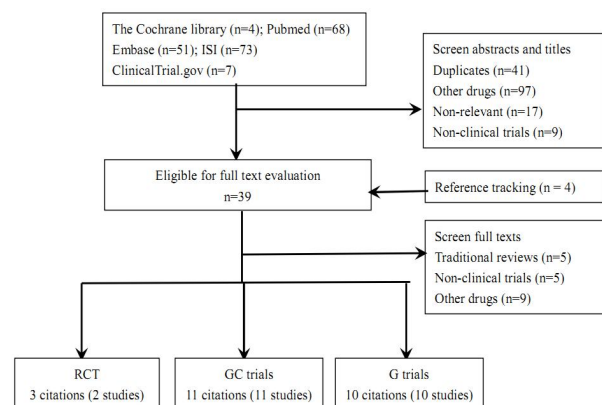 The Cochrane library (n=4); Pubmed (n=68)
Embase (n=51); ISI (n=73)
ClinicalTrial.gov (n=7)
Screen abstracts and titles
Duplicates (n=41)
Other drugs (n=97)
Non-relevant (n=17)
Non-clinical trials (n=9)
Eligible for full text evaluation
n=39
Reference tracking (n = 4)
Screen full texts
Traditional reviews (n=5)
Non-clinical trials (n=5)
Other drugs (n=9)
RCT
3 citations (2 studies)
GC trials
11 citations (11 studies)
G trials
10 citations (10 studies)